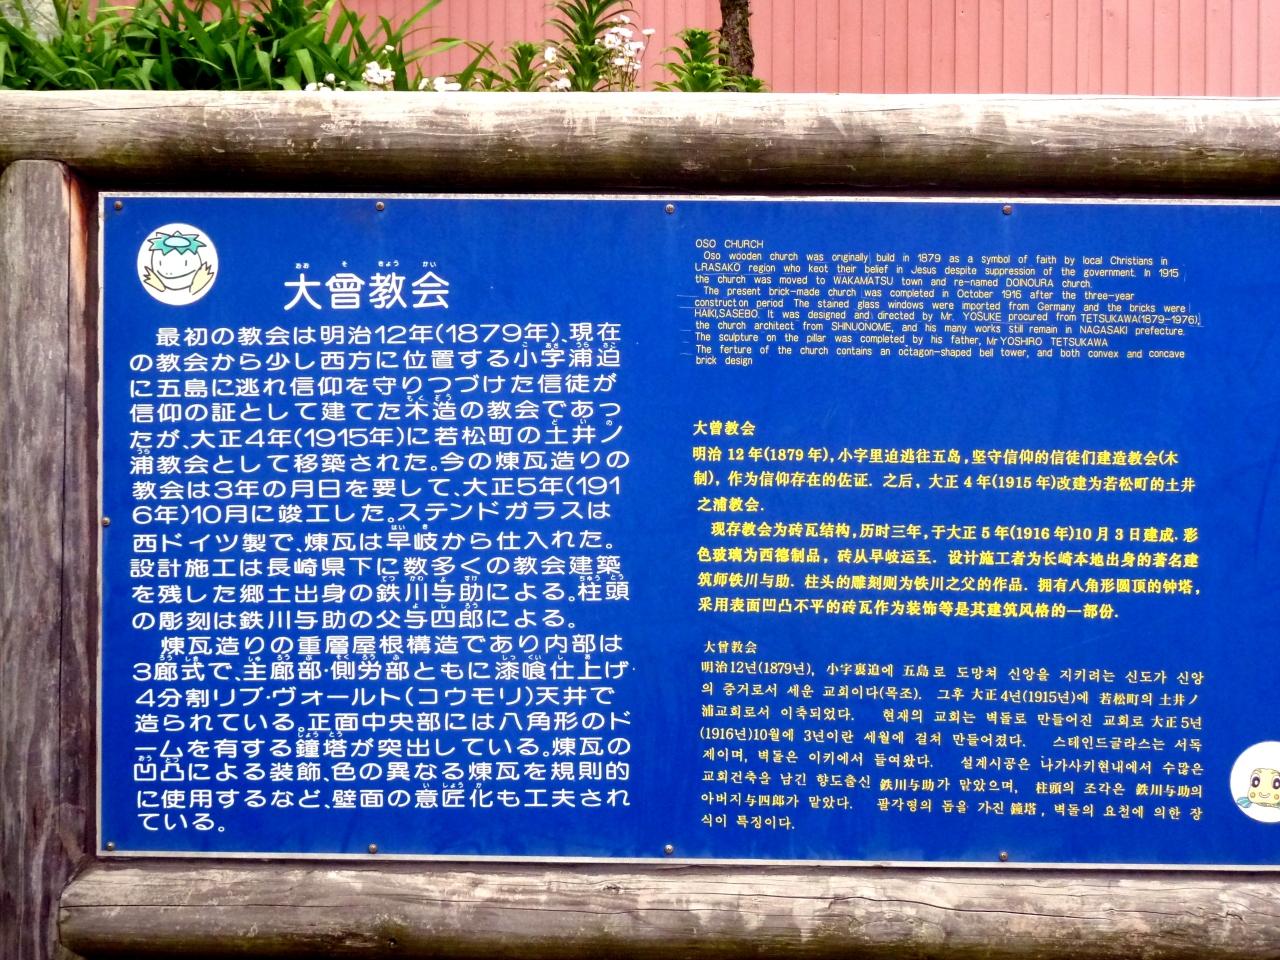 大曾教会
最初の教会は明治12年(1879年)、現在
の教会から少し西方に位置する小字浦迫
に五島に逃れ信仰を守りつづけた信徒が
信仰の証として建てた木造の教会であっ
たが、大正4年(1915年)に若松町の土井ノ
浦教会として移築された。今の煉瓦造りの
教会は3年の月日を要して、大正5年(191
6年)10月に竣工した。ステンドガラスは
西ドイツ製で、煉瓦は早岐から仕入れた。
設計施工は長崎県下に数多くの教会建築
を残した郷土出身の鉄川与助による。柱頭
の彫刻は鉄川与助の父与四郎による。
煉瓦造りの重層屋根構造であり内部は
3廊式で、主廊部・側労部ともに漆喰仕上げ・
4分割リブ・ヴォールト(コウモリ)天井で
造られている。正面中央部には八角形のド
ームを有する鐘塔が突出している。煉瓦の
凹凸による装飾、色の異なる煉瓦を規則的
に使用するなど、壁面の意匠化も工夫され
ている。
OSO CHURCH
Oso wooden church was originally build in 1879 as a symbol of faith by local Christians in
LRASAKO region who keot their belief in Jesus despite suppression of the government. In 1915
the church was moved to WAKAMATSU town and re-named DONOURA church.
The present brick-made church was completed in October 1916 after the three-year
construction period The stained glass windows were imported from Germany and the bricks were
HAIKI,SASEBO. It was designed and directed by Mr. YOSUKE procured from TETSUKAWA(1879-1976),
the church architect from SHINUONOME, and his many works still remain in NAGASAKI prefecture.
The sculpture on the pillar was completed by his father, Mr YOSHIRO TETSUKAWA
The ferture of the church contains an octagon-shaped bell tower, and both convex and concave
brick design
大曾教会
明治 12 年(1879 年)，小字里迫逃往五岛，坚守信仰的信徒们建造教会(木
制)，作为信仰存在的佐证．之后，大正 4 年(1915 年)改建为若松町的土井
之浦教会．
现存教会为砖瓦结构，历时三年，于大正 5 年(1916 年)10 月 3 日建成．彩
色玻璃为西德制品，砖从早岐运至．设计施工者为长崎本地出身的著名建
筑师铁川与助．柱头的雕刻则为铁川之父的作品．拥有八角形圆顶的钟塔，
采用表面凹凸不平的砖瓦作为装饰等是其建筑风格的一部份．
大曾教会
明治12년(1879년), 小字裏迫에 五島로 도망쳐 신앙을 지키려는 신도가 신앙
의 증거로서 세운 교회이다(목조). 그후 大正 4년(1915년)에 若松町의 土井ノ
浦교회로서 이축되었다. 현재의 교회는 벽돌로 만들어진 교회로 大正 5년
(1916년)10월에 3년이란 세월에 걸쳐 만들어졌다. 스테인드글라스는 서독
제이며, 벽돌은 이키에서 들여왔다. 설계시공은 나가사키현내에서 수많은
교회건축을 남긴 향도출신 鉄川与助가 맡았으며, 柱頭의 조각은 鉄川与助의
아버지与四郎가 맡았다. 팔각형의 돔을 가진 鐘塔, 벽돌의 요철에 의한 장
식이 특징이다.